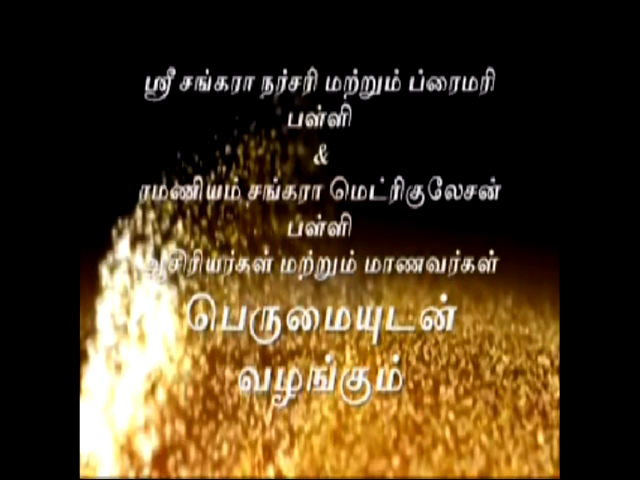 ஸ்ரீ சங்கரா நர்சரி மற்றும் ப்ரைமரி
பள்ளி
&
ரமணியம் சங்கரா மெட்ரிகுலேசன்
பள்ளி
ஆசிரியர்கள் மற்றும் மாணவர்கள்
பெருமையுடன்
வழங்கும்